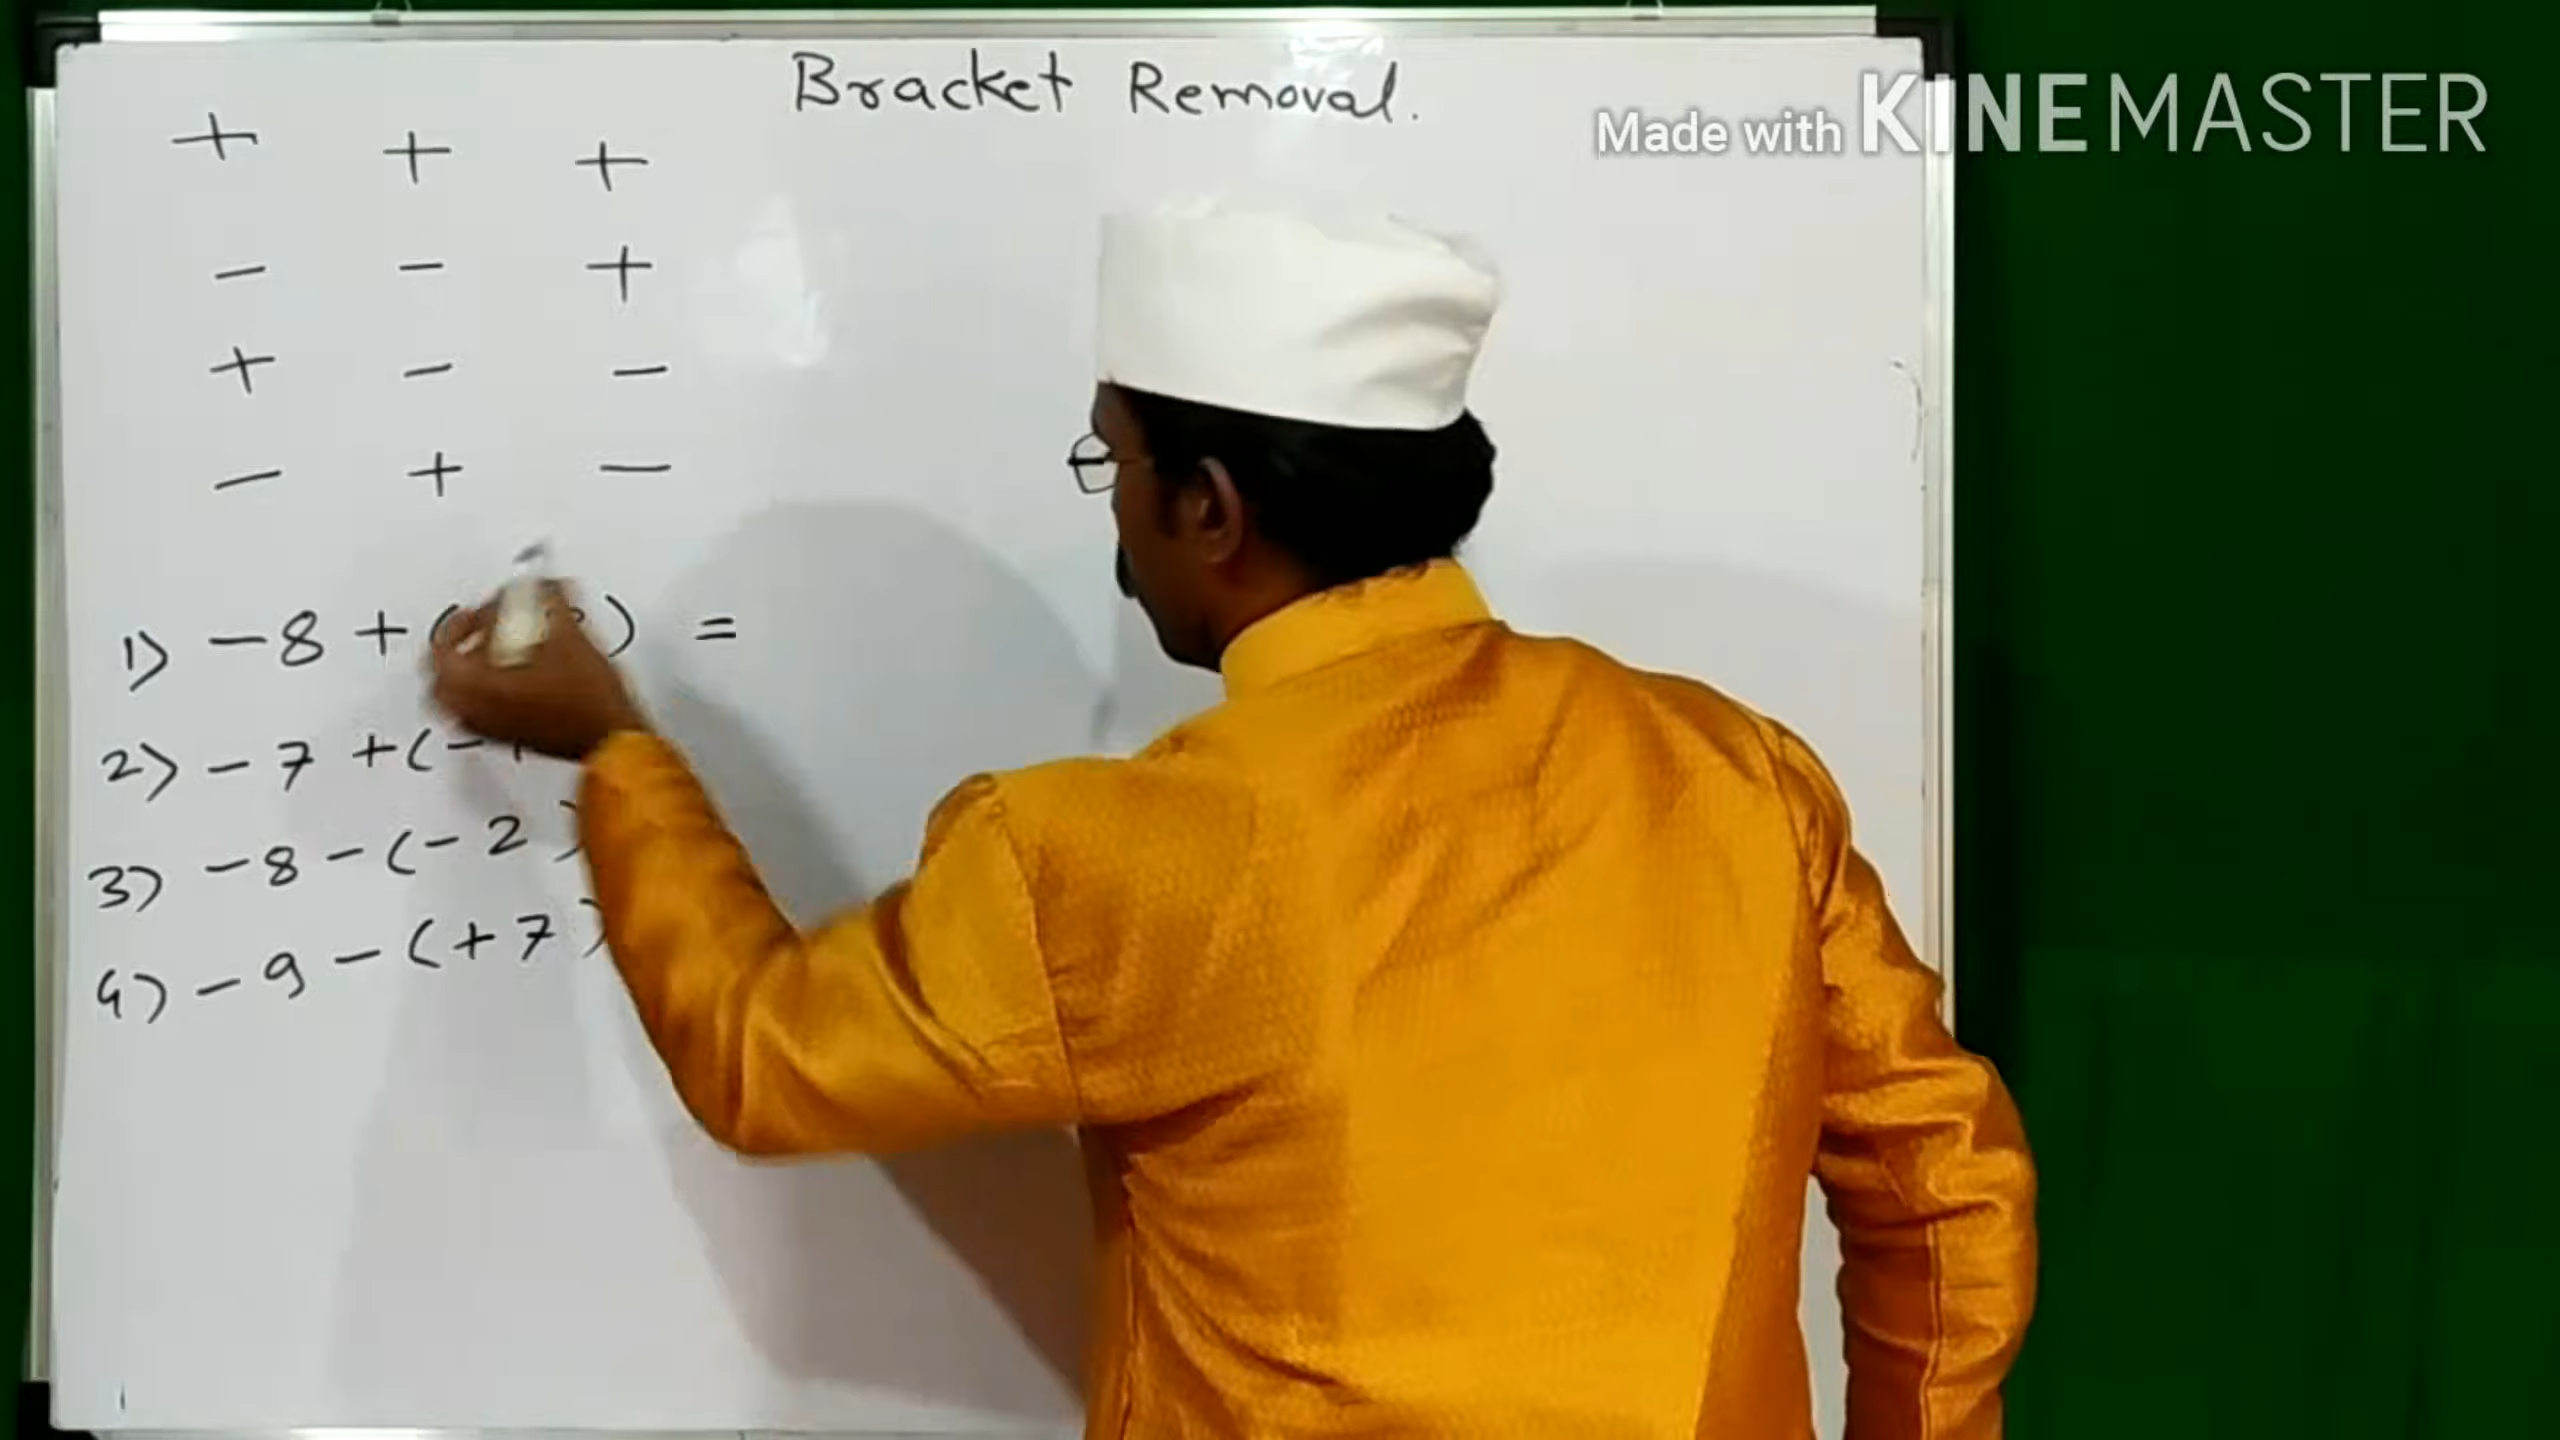 Bracket Removal.
Made with KINEMASTER
+ + +
- - +
+ - -
- + -
1) -8 + ( ) =
2) -7 +(-
3) -8 -(-2)
4) -9 -(+7)